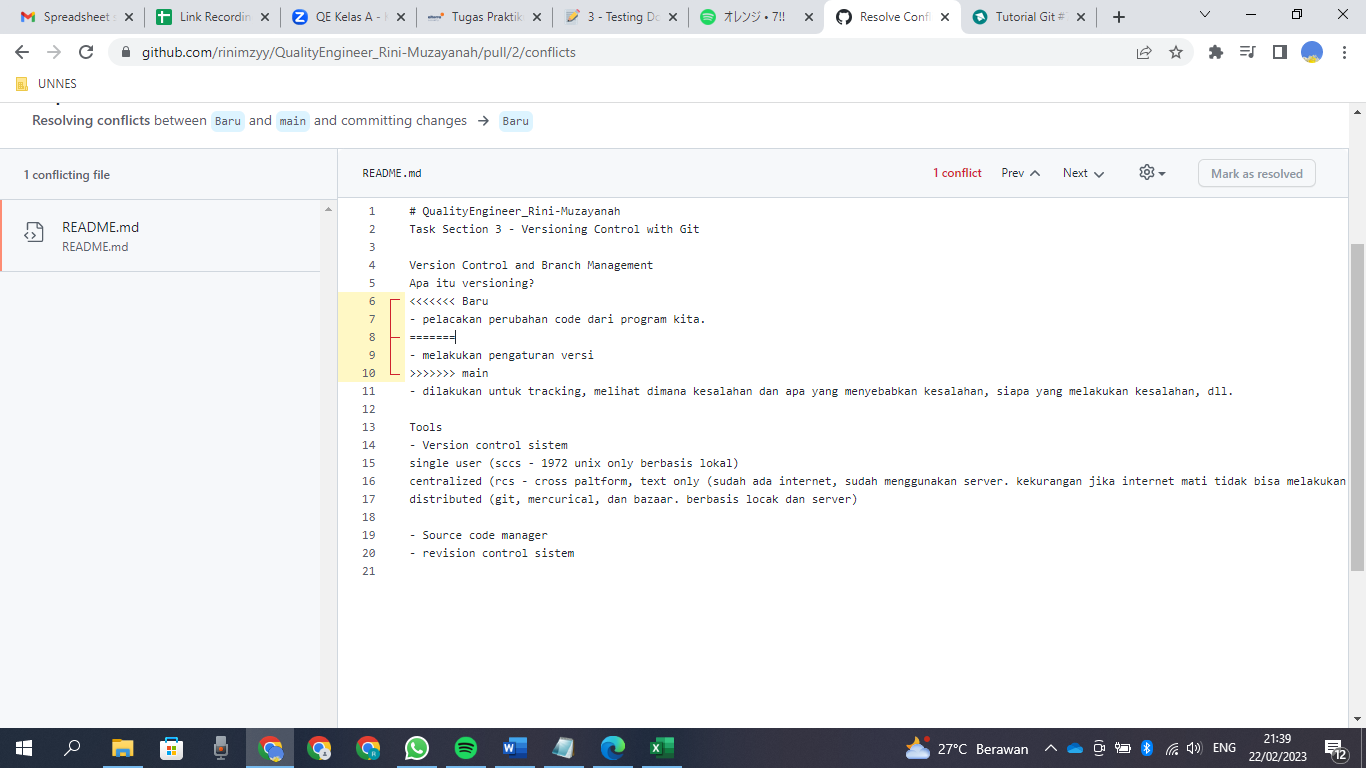 Spreadsheet
Link Recordin
QE Kelas A -
Tugas Praktik
3 - Testing Do
オレンジ • 7!!
Resolve Confl
Tutorial Git #
github.com/rinimzyy/QualityEngineer_Rini-Muzayanah/pull/2/conflicts
UNNES
Resolving conflicts between Baru and main and committing changes → Baru
1 conflicting file
README.md
README.md
README.md
1 conflict
Prev
Next
Mark as resolved
1 # QualityEngineer_Rini-Muzayanah
2 Task Section 3 - Versioning Control with Git
3
4 Version Control and Branch Management
5 Apa itu versioning?
6 <<<<<<< Baru
7 - pelacakan perubahan code dari program kita.
8 =======
9 - melakukan pengaturan versi
10 >>>>>>> main
11 - dilakukan untuk tracking, melihat dimana kesalahan dan apa yang menyebabkan kesalahan, siapa yang melakukan kesalahan, dll.
12
13 Tools
14 - Version control sistem
15 single user (sccs - 1972 unix only berbasis lokal)
16 centralized (rcs - cross paltform, text only (sudah ada internet, sudah menggunakan server. kekurangan jika internet mati tidak bisa melakukan
17 distributed (git, mercurical, dan bazaar. berbasis locak dan server)
18
19 - Source code manager
20 - revision control sistem
21
27°C Berawan
ENG
21:39
22/02/2023
12